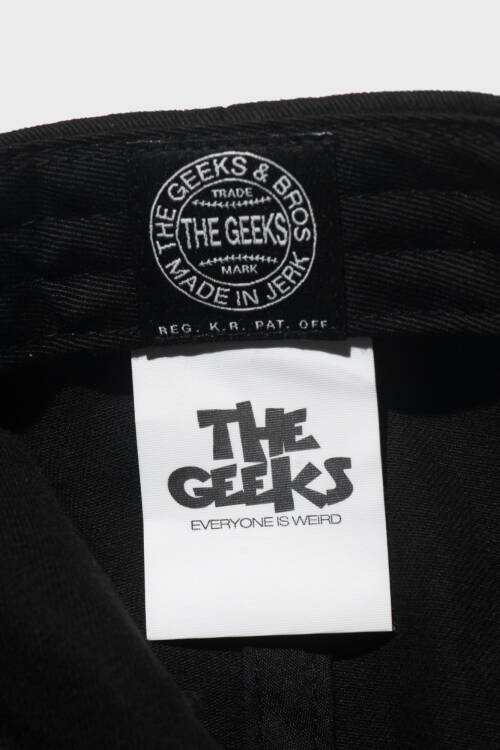 THE GEEKS & BROS
TRADE
THE GEEKS
MARK
MADE IN JERK
REG. K.R. PAT. OFF.
THE
GEEKS
EVERYONE IS WEIRD